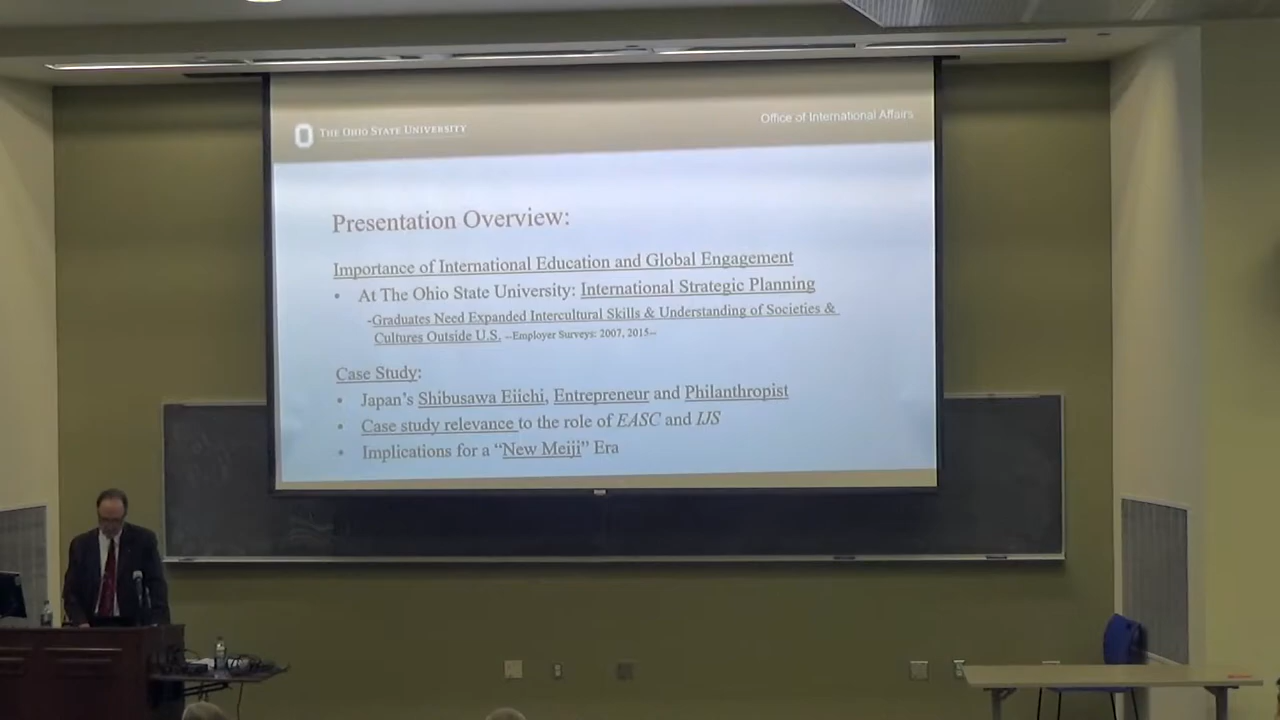 THE OHIO STATE UNIVERSITY
Office of International Affairs
Presentation Overview:
Importance of International Education and Global Engagement
• At The Ohio State University: International Strategic Planning
-Graduates Need Expanded Intercultural Skills & Understanding of Societies &
Cultures Outside U.S. --Employer Surveys: 2007, 2015--
Case Study:
• Japan's Shibusawa Eiichi, Entrepreneur and Philanthropist
• Case study relevance to the role of EASC and IJS
• Implications for a “New Meiji” Era